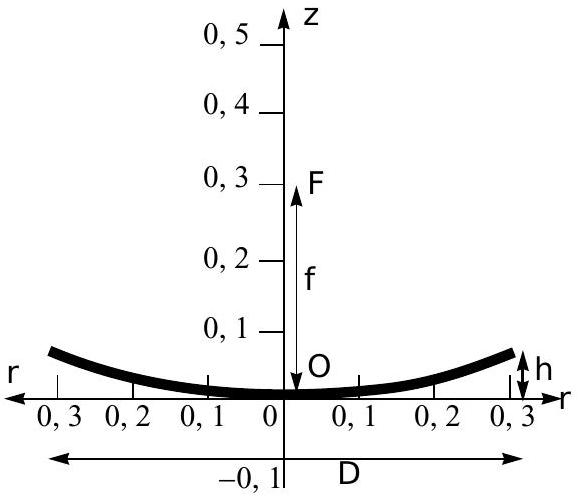 z
0, 5
0, 4
0, 3 F
0, 2 f
0, 1
r O h r
0, 3 0, 2 0, 1 0 0, 1 0, 2 0, 3
−0, 1 D